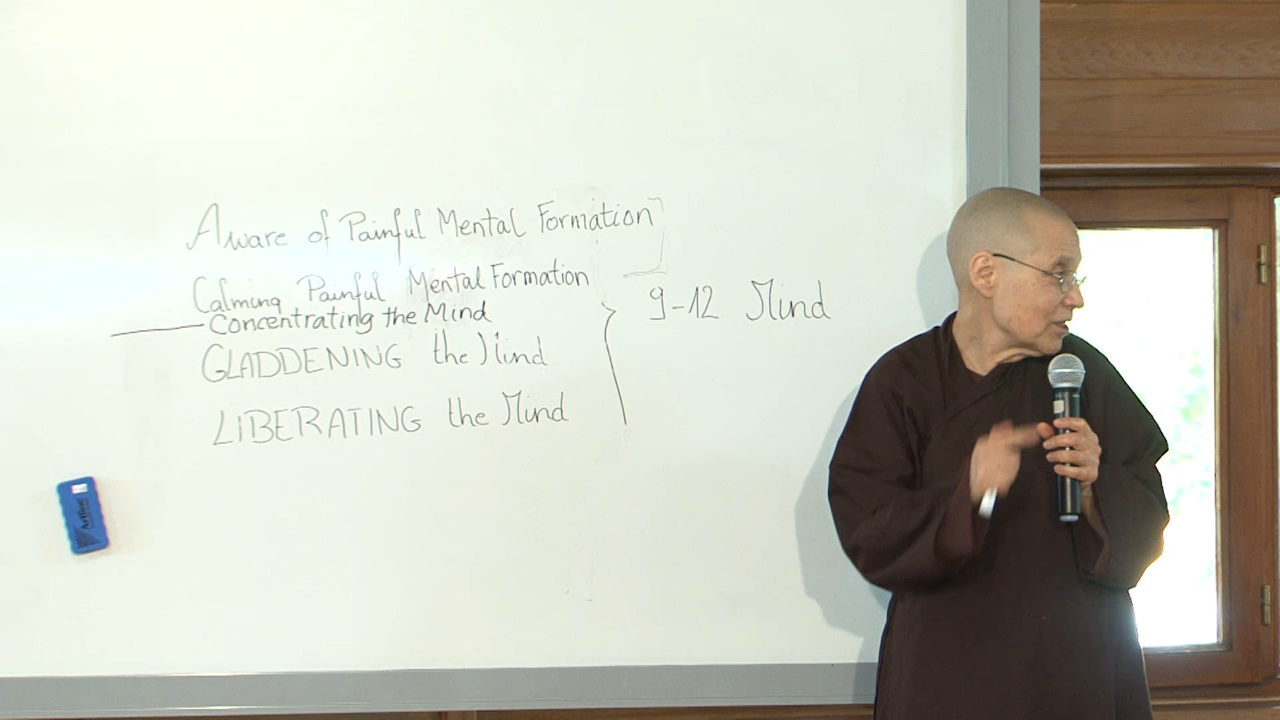 Aware of Painful Mental Formation
Calming Painful Mental Formation
Concentrating the Mind
GLADDENING the Mind
LIBERATING the Mind
9-12 Mind
Artline